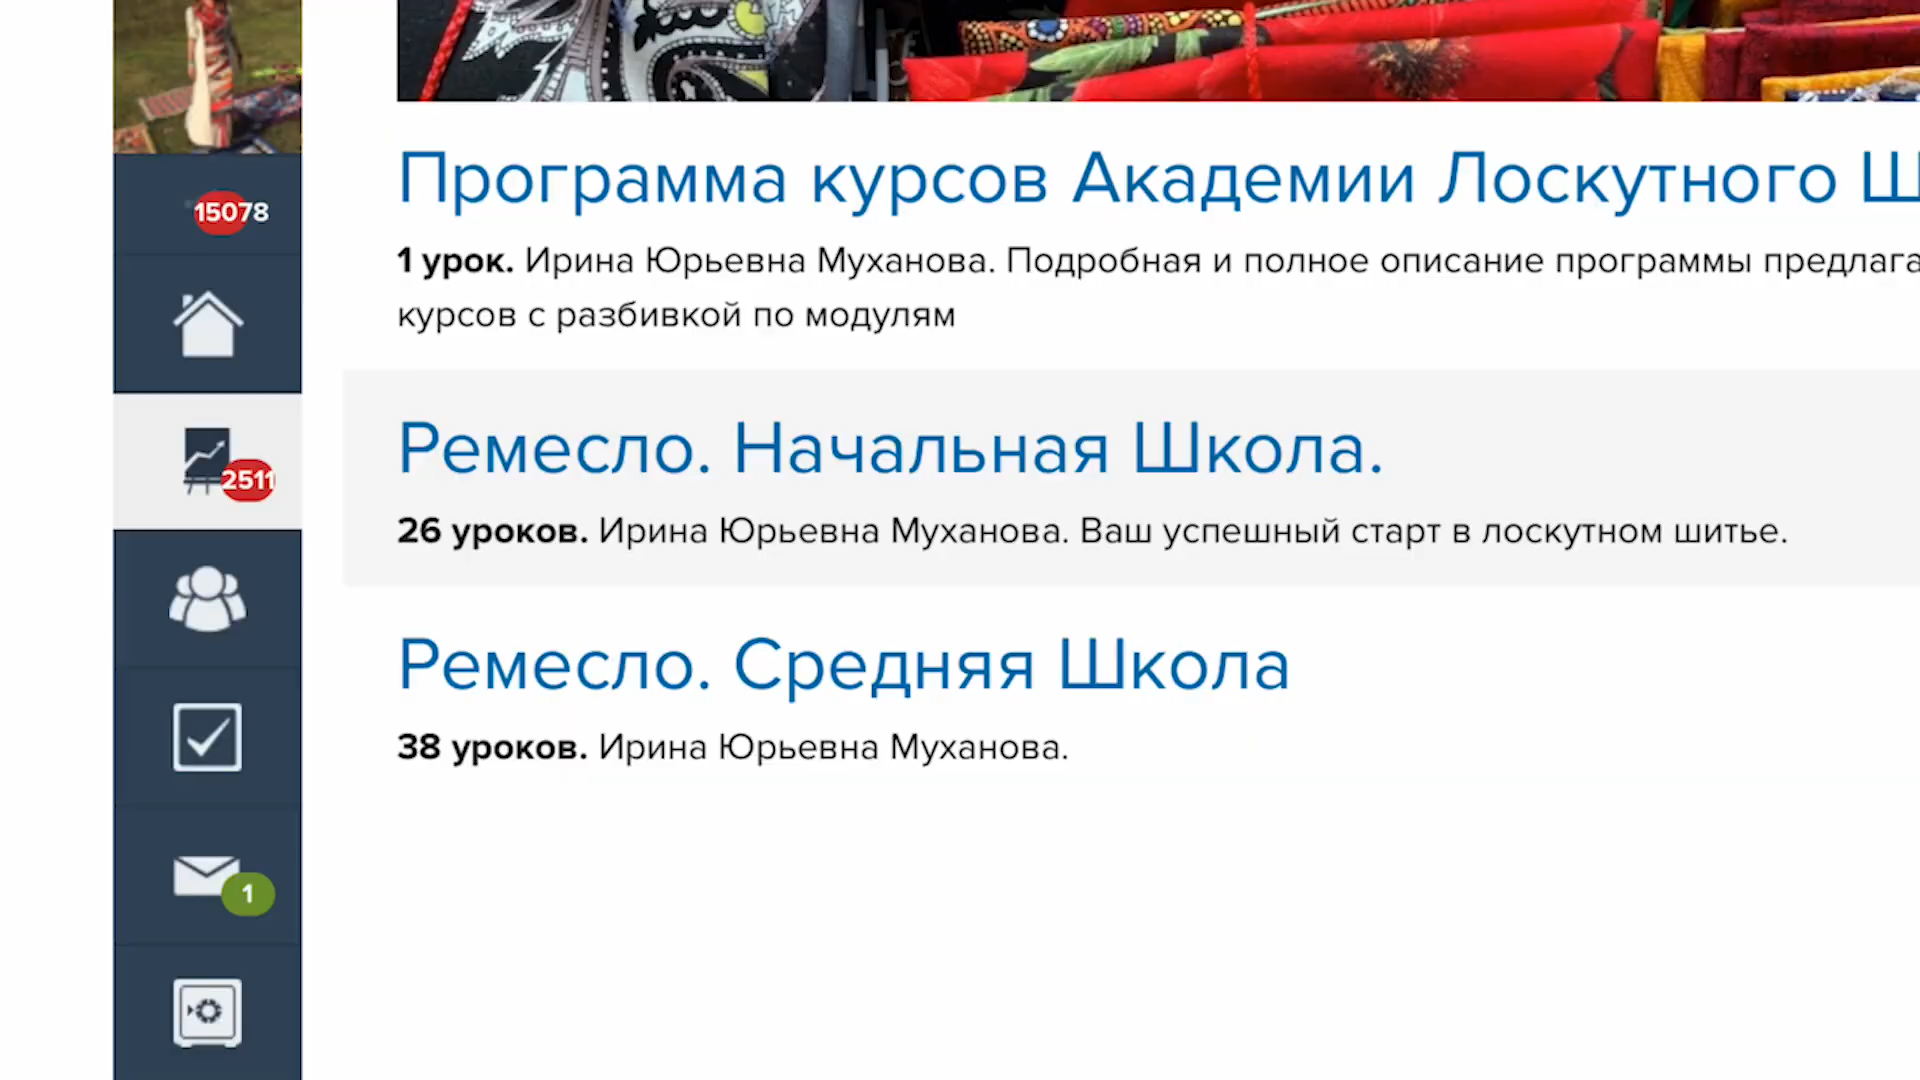 15078
2511
1
Программа курсов Академии Лоскутного
1 урок. Ирина Юрьевна Муханова. Подробная и полное описание программы
курсов с разбивкой по модулям
Ремесло. Начальная Школа.
26 уроков. Ирина Юрьевна Муханова. Ваш успешный старт в лоскутном шитье.
Ремесло. Средняя Школа
38 уроков. Ирина Юрьевна Муханова.